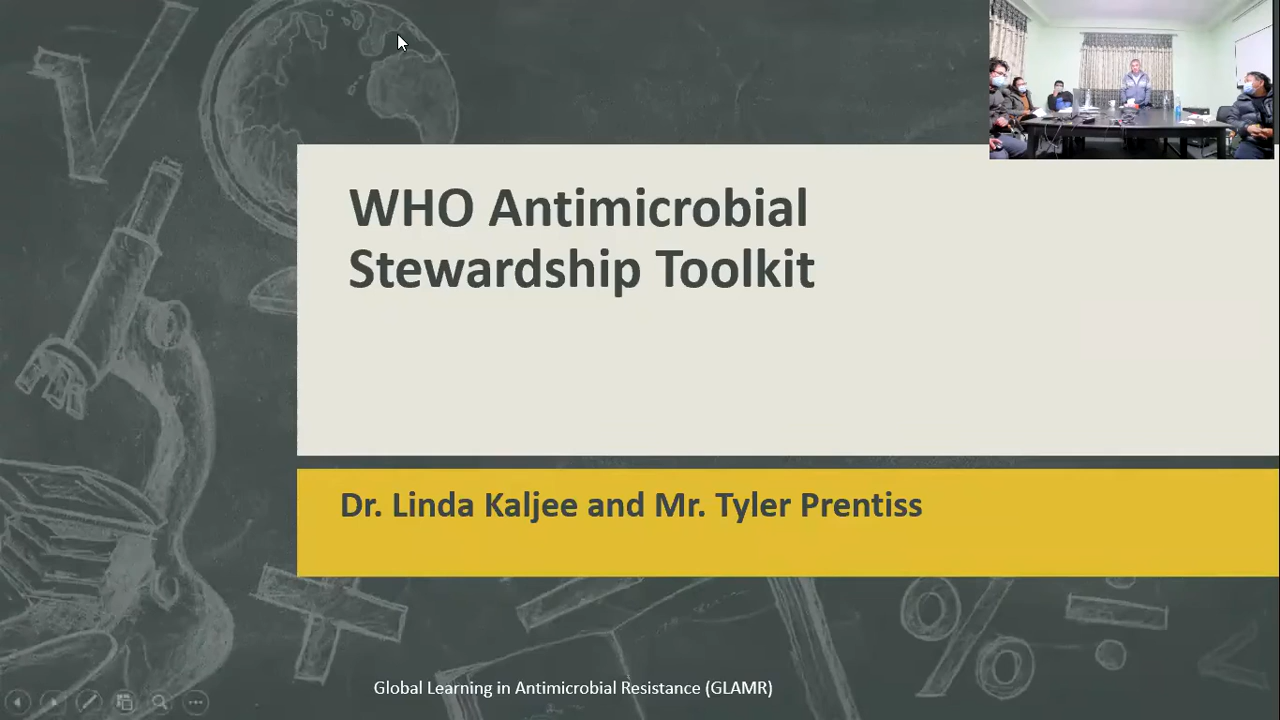 WHO Antimicrobial
Stewardship Toolkit
Dr. Linda Kaljee and Mr. Tyler Prentiss
Global Learning in Antimicrobial Resistance (GLAMR)